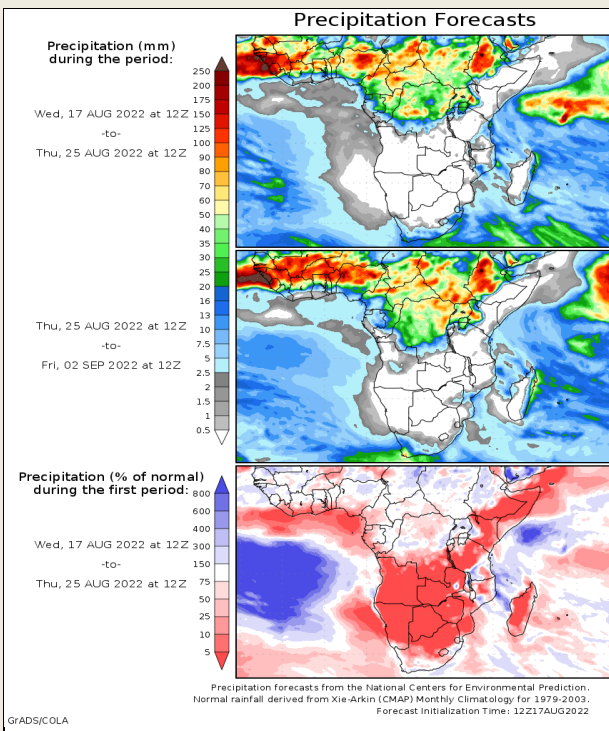 Precipitation Forecasts
Precipitation (mm)
during the period:
Wed, 17 AUG 2022 at 12Z
-to-
Thu, 25 AUG 2022 at 12Z
250
200
175
150
125
100
90
80
70
60
50
40
35
30
25
20
16
13
10
7.5
5
2.5
2
1.5
1
0.5
Thu, 25 AUG 2022 at 12Z
-to-
Fri, 02 SEP 2022 at 12Z
Precipitation (% of normal)
during the first period:
Wed, 17 AUG 2022 at 12Z
-to-
Thu, 25 AUG 2022 at 12Z
800
600
400
300
150
75
50
25
10
5
Precipitation forecasts from the National Centers for Environmental Prediction.
Normal rainfall derived from Xie-Arkin (CMAP) Monthly Climatology for 1979-2003.
Forecast Initialization Time: 12Z17AUG2022
GrADS/COLA